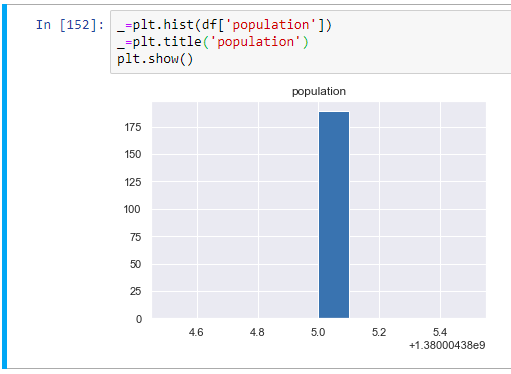 In [152]: _=plt.hist(df['population'])
_=plt.title('population')
plt.show()
population
175
150
125
100
75
50
25
0
4.6 4.8 5.0 5.2 5.4
+1.38000438e9